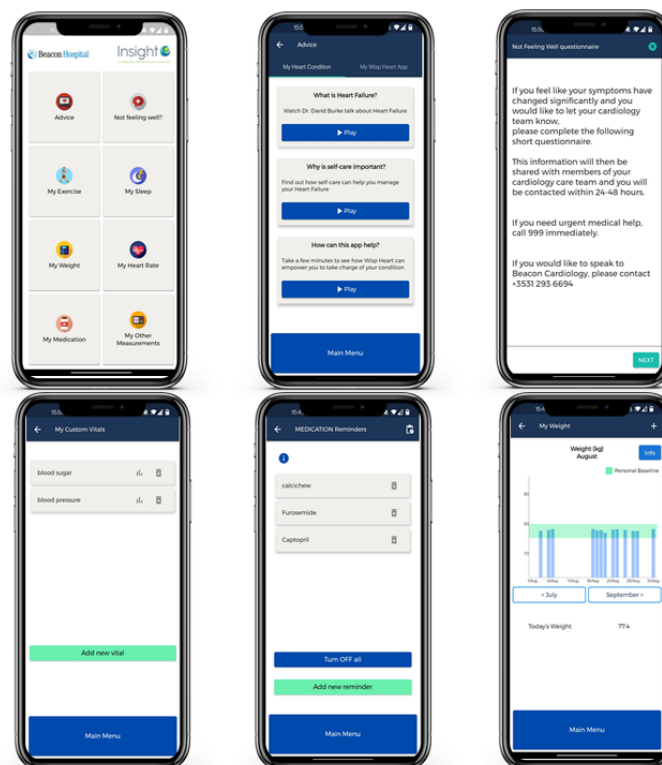 Beacon Hospital
Insight
Advice
Not feeling well?
My Exercise
My Sleep
My Weight
My Heart Rate
My Medication
My Other
Measurements
Advice
My Heart Condition
My Wisp Heart App
What is Heart Failure?
Watch Dr. David Burke talk about Heart Failure
Play
Why is self-care important?
Find out how self-care can help you manage
your Heart Failure
Play
How can this app help?
Take a few minutes to see how Wisp Heart can
empower you to take charge of your condition
Play
Main Menu
Not Feeling Well questionnaire
If you feel like your symptoms have
changed significantly and you
would like to let your cardiology
team know,
please complete the following
short questionnaire.
This information will then be
shared with members of your
cardiology care team and you will
be contacted within 24-48 hours.
If you need urgent medical help,
call 999 immediately.
If you would like to speak to
Beacon Cardiology, please contact
+3531 293 6694
NEXT
My Custom Vitals
blood sugar
blood pressure
Add new vital
Main Menu
MEDICATION Reminders
calcichew
Furosemide
Captopril
Turn OFF all
Add new reminder
Main Menu
My Weight
Weight (kg)
August
Info
Personal Baseline
90
80
70
< July
September >
Today's Weight
77.4
Main Menu